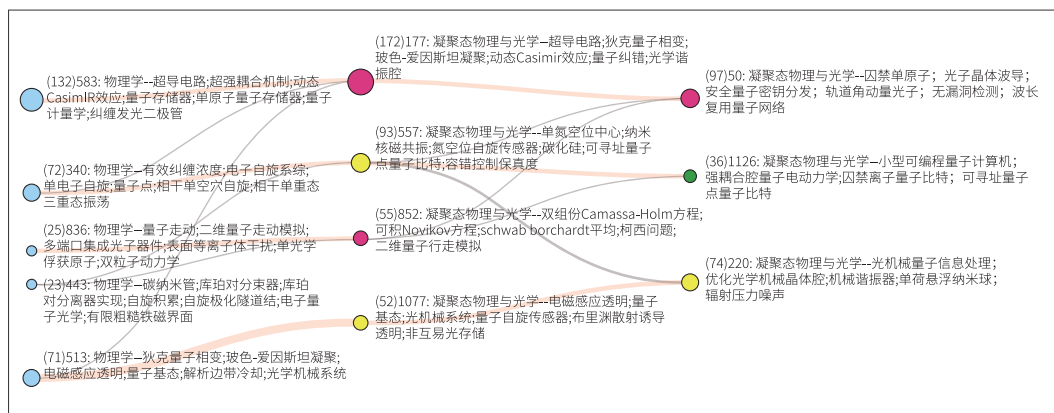 (132)583: 物理学--超导电路;超强耦合机制;动态
CasimIR效应;量子存储器;单原子量子存储器;量子
计量学;纠缠发光二极管
(72)340: 物理学--有效纠缠浓度;电子自旋系统;
单电子自旋;量子点;相干单空穴自旋;相干单重态
三重态振荡
(25)836: 物理学--量子走动;二维量子走动模拟;
多端口集成光子器件;表面等离子体干扰;单光学
俘获原子;双粒子动力学
(23)443: 物理学--碳纳米管;库珀对分束器;库珀
对分离器实现;自旋积累;自旋极化隧道结;电子量
子光学;有限粗糙铁磁界面
(71)513: 物理学--狄克量子相变;玻色-爱因斯坦凝聚;
电磁感应透明;量子基态;解析边带冷却;光学机械系统
(172)177: 凝聚态物理与光学--超导电路;狄克量子相变;
玻色-爱因斯坦凝聚;动态Casimir效应;量子纠错;光学谐
振腔
(93)557: 凝聚态物理与光学--单氮空位中心;纳米
核磁共振;氮空位自旋传感器;碳化硅;可寻址量子
点量子比特;容错控制保真度
(55)852: 凝聚态物理与光学--双组份Camassa-Holm方程;
可积Novikov方程;schwab borchardt平均;柯西问题;
二维量子行走模拟
(52)1077: 凝聚态物理与光学--电磁感应透明;量子
基态;光机械系统;量子自旋传感器;布里渊散射诱导
透明;非互易光存储
(97)50: 凝聚态物理与光学--囚禁单原子；光子晶体波导；
安全量子密钥分发；轨道角动量光子；无漏洞检测；波长
复用量子网络
(36)1126: 凝聚态物理与光学--小型可编程量子计算机；
强耦合腔量子电动力学；囚禁离子量子比特；可寻址量子
点量子比特
(74)220: 凝聚态物理与光学--光机械量子信息处理；
优化光学机械晶体腔；机械谐振器；单荷悬浮纳米球；
辐射压力噪声